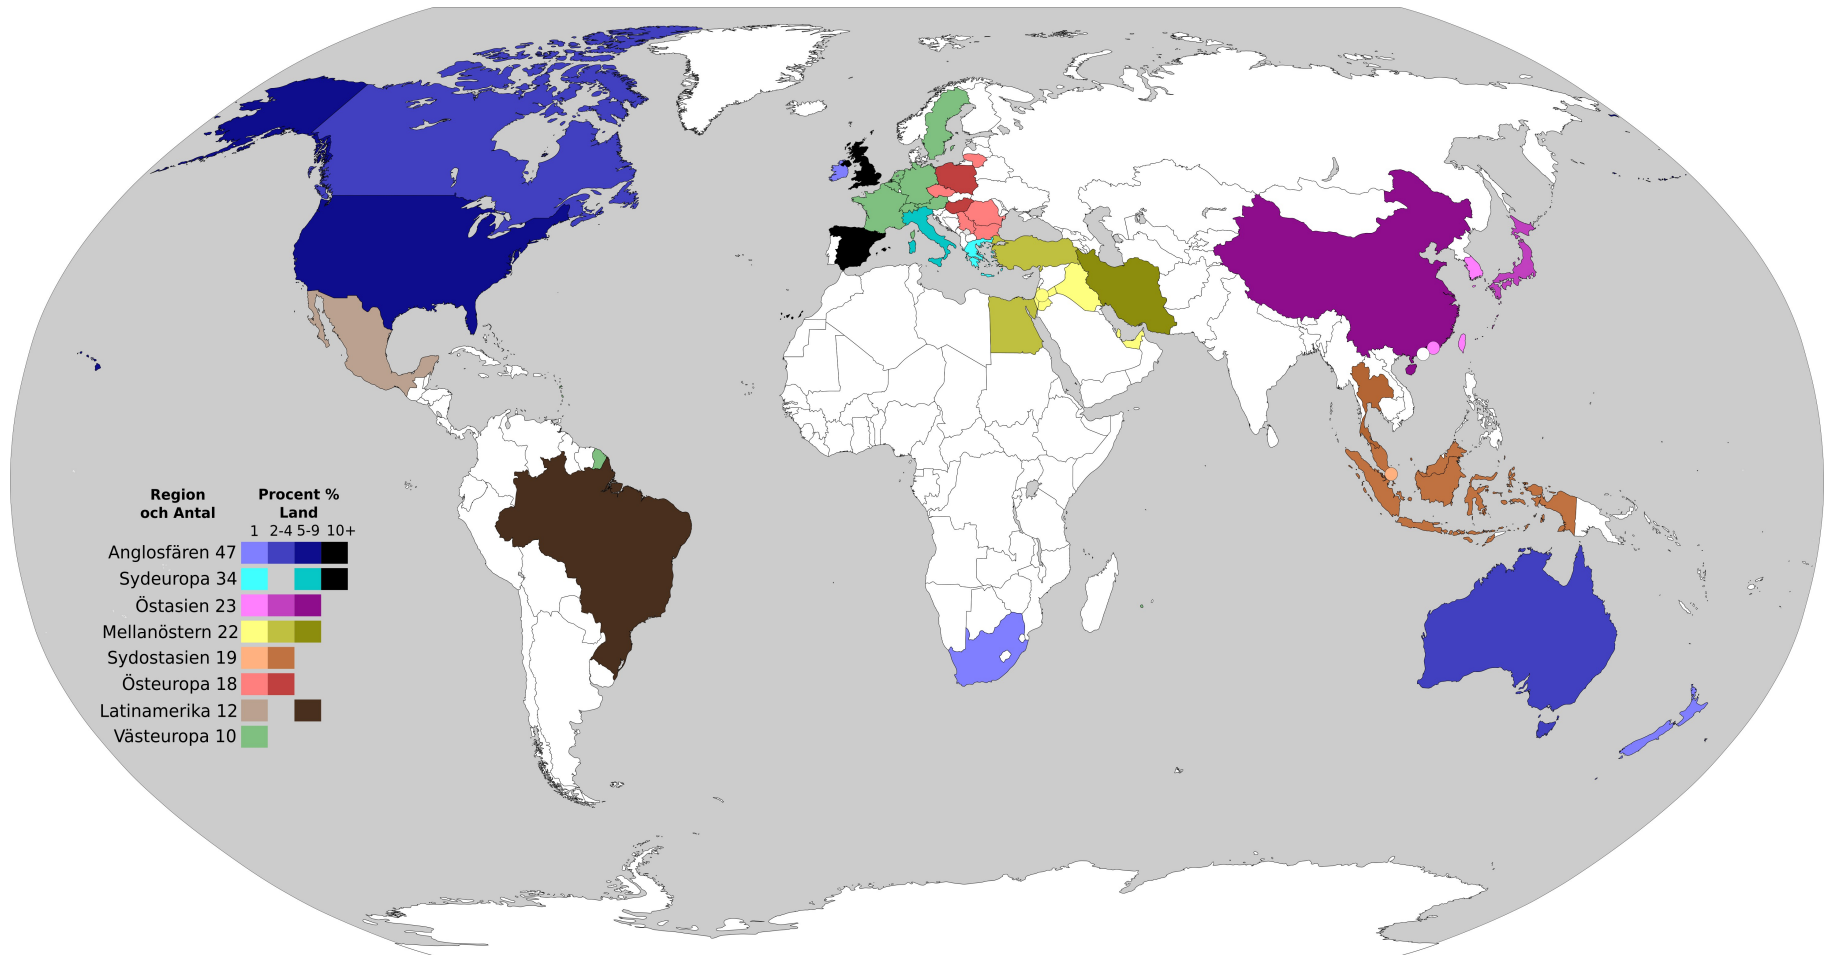 Region
och Antal
Procent %
Land
1 2-4 5-9 10+
Anglosfären 47
Sydeuropa 34
Östasien 23
Mellanöstern 22
Sydostasien 19
Östeuropa 18
Latinamerika 12
Västeuropa 10